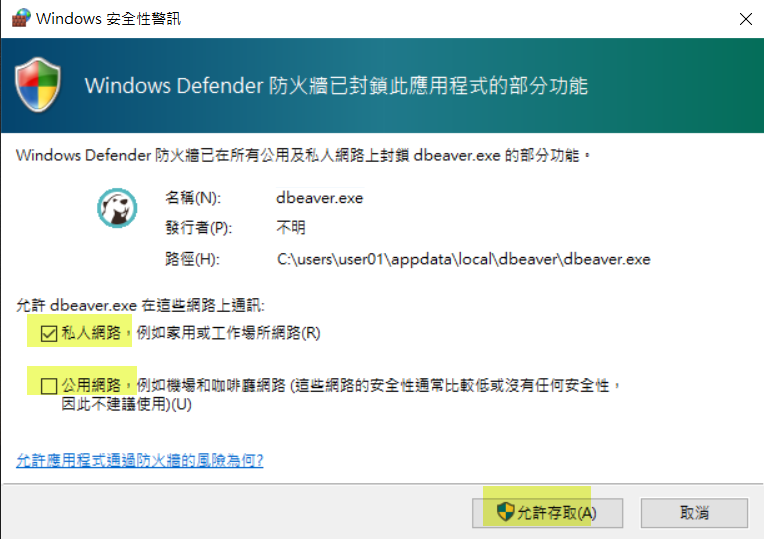 Windows 安全性警訊
Windows Defender 防火牆已封鎖此應用程式的部分功能
Windows Defender 防火牆已在所有公用及私人網路上封鎖 dbeaver.exe 的部分功能。
名稱(N): dbeaver.exe
發行者(P): 不明
路徑(H): C:\users\user01\appdata\local\dbeaver\dbeaver.exe
允許 dbeaver.exe 在這些網路上通訊:
私人網路，例如家用或工作場所網路(R)
公用網路，例如機場和咖啡廳網路 (這些網路的安全性通常比較低或沒有任何安全性，
因此不建議使用)(U)
允許應用程式通過防火牆的風險為何?
允許存取(A) 取消